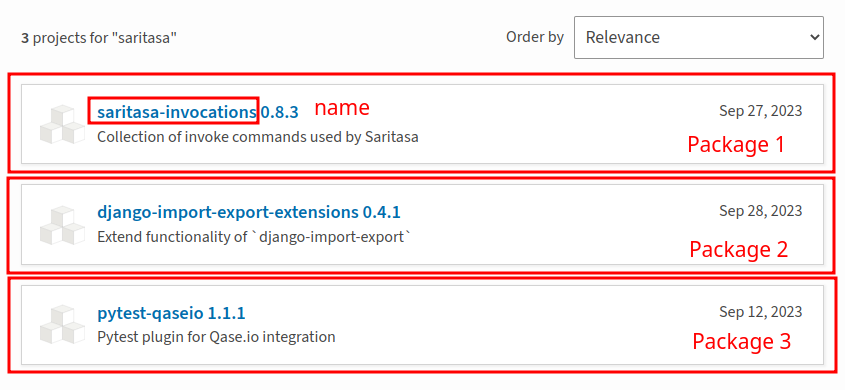 3 projects for "saritasa"
Order by Relevance
saritasa-invocations 0.8.3 name Sep 27, 2023
Collection of invoke commands used by Saritasa
Package 1
django-import-export-extensions 0.4.1 Sep 28, 2023
Extend functionality of `django-import-export`
Package 2
pytest-qaseio 1.1.1 Sep 12, 2023
Pytest plugin for Qase.io integration
Package 3